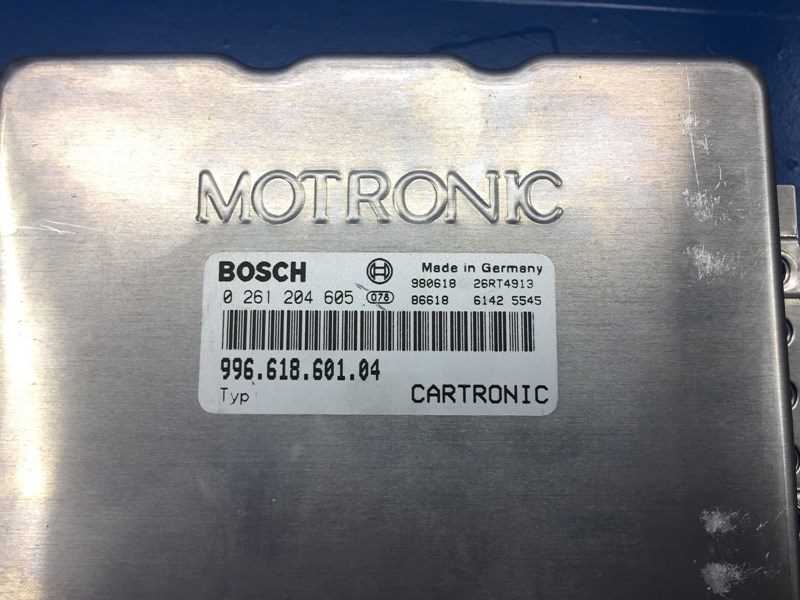 MOTRONIC
BOSCH Made in Germany
980618 26RT4913
0 261 204 605 078 86618 6142 5545
996.618.601.04
Typ CARTRONIC